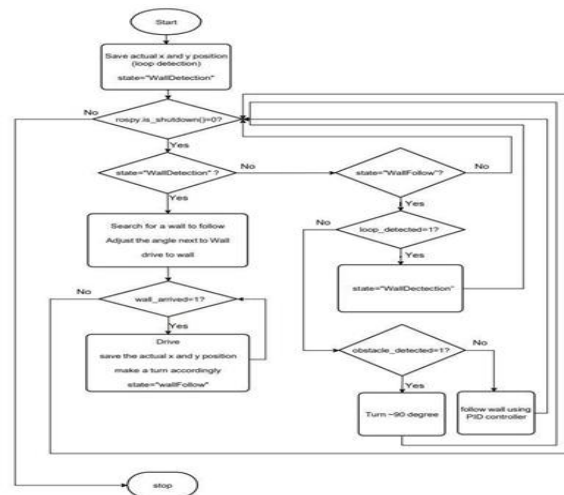 Start
Save actual x and y position
(loop detection)
state="WallDetection"
No
rospy.is_shutdown()=0?
Yes
state="WallDetection" ?
No
state="WallFollow"?
No
Yes
Yes
Search for a wall to follow
Adjust the angle next to Wall
drive to wall
No
loop_detected=1?
Yes
state="WallDectection"
No
wall_arrived=1?
Yes
Drive
save the actual x and y position
make a turn accordingly
state="wallFollow"
obstacle_detected=1?
No
Yes
Turn ~90 degree
follow wall using
PID controller
stop